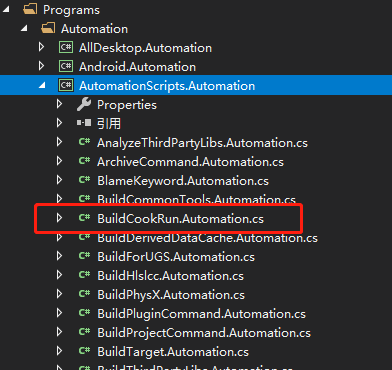 Programs
Automation
AllDesktop.Automation
Android.Automation
AutomationScripts.Automation
Properties
引用
AnalyzeThirdPartyLibs.Automation.cs
ArchiveCommand.Automation.cs
BlameKeyword.Automation.cs
BuildCommonTools.Automation.cs
BuildCookRun.Automation.cs
BuildDerivedDataCache.Automation.cs
BuildForUGS.Automation.cs
BuildHlslcc.Automation.cs
BuildPhysX.Automation.cs
BuildPluginCommand.Automation.cs
BuildProjectCommand.Automation.cs
BuildTarget.Automation.cs
BuildThirdPartyLibs.Automation.cs